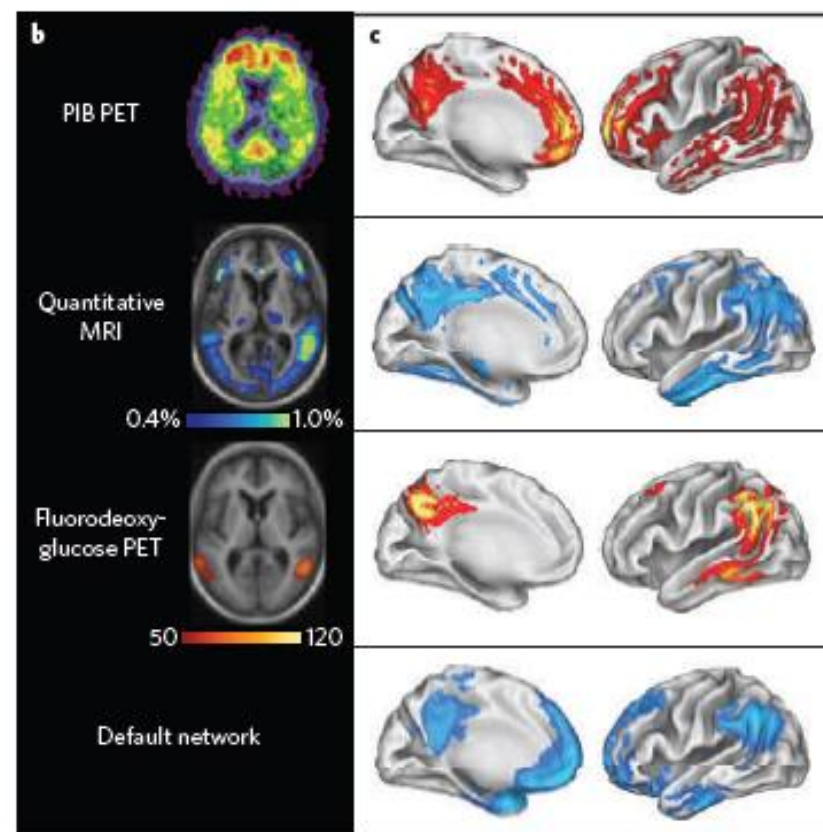 b
c
PIB PET
Quantitative
MRI
0.4% 1.0%
Fluorodeoxy-
glucose PET
50 120
Default network